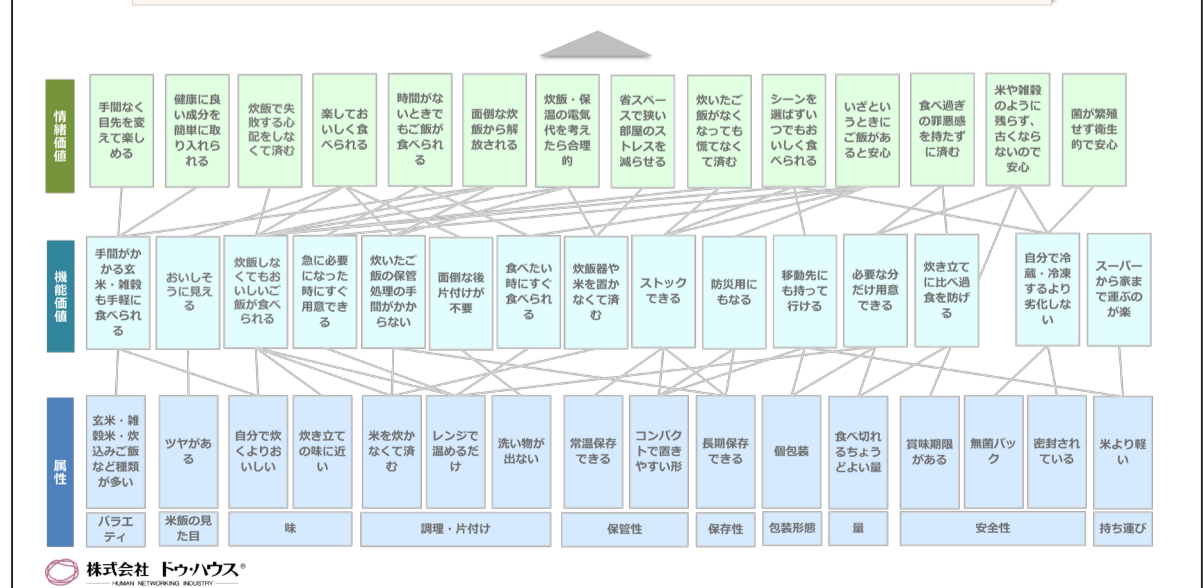 情緒価値
手間なく
目先を変
えて楽し
める
健康に良
い成分を
簡単に取
り入れら
れる
炊飯で失
敗する心
配をしな
くて済む
楽してお
いしく食
べられる
時間がな
いときで
もご飯が
食べられ
る
面倒な炊
飯から解
放される
炊飯・保
温の電気
代を考え
たら合理
的
省スペー
スで狭い
部屋のス
トレスを
減らせる
炊いたご
飯がなく
なっても
慌てなく
て済む
シーンを
選ばずい
つでもお
いしく食
べられる
いざとい
うときに
ご飯があ
ると安心
食べ過ぎ
の罪悪感
を持たず
に済む
米や雑穀
のように
残らず、
古くなら
ないので
安心
菌が繁殖
せず衛生
的で安心
機能価値
手間がか
かる玄
米・雑穀
も手軽に
食べられ
る
おいしそ
うに見え
る
炊飯しな
くてもお
いしいご
飯が食べ
られる
急に必要
になった
時にすぐ
用意でき
る
炊いたご
飯の保管
処理の手
間がかか
らない
面倒な後
片付けが
不要
食べたい
時にすぐ
食べられ
る
炊飯器や
米を置か
なくて済
む
ストック
できる
防災用に
もなる
移動先に
も持って
行ける
必要な分
だけ用意
できる
炊き立て
に比べ過
食を防げ
る
自分で冷
蔵・冷凍
するより
劣化しな
い
スーパー
から家ま
で運ぶの
が楽
属性
玄米・雑
穀米・炊
込みご飯
など種類
が多い
ツヤがあ
る
自分で炊
くよりお
いしい
炊き立て
の味に近
い
米を炊か
なくて済
む
レンジで
温めるだ
け
洗い物が
出ない
常温保存
できる
コンパク
トで置き
やすい形
長期保存
できる
個包装
食べ切れ
るちょう
どよい量
賞味期限
がある
無菌パッ
ク
密封され
ている
米より軽
い
バラエ
ティ
米飯の見
た目
味
調理・片付け
保管性
保存性
包装形態
量
安全性
持ち運び
株式会社 ドゥ・ハウス®
HUMAN NETWORKING INDUSTRY